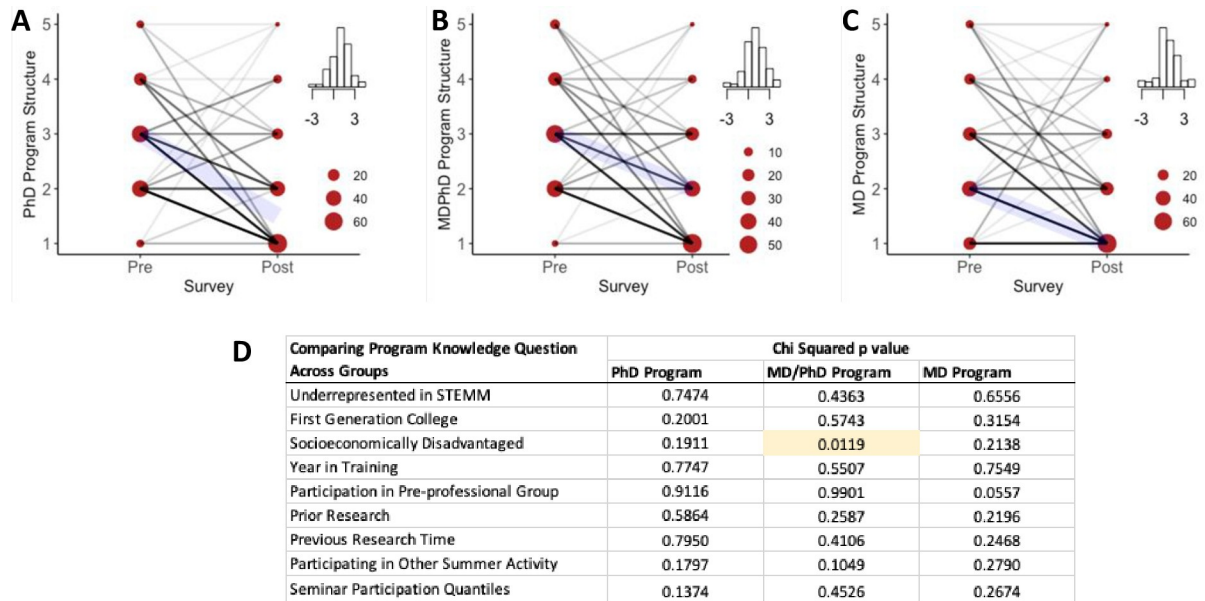 A
PhD Program Structure
5
4
3
2
1
Pre
Post
Survey
-3
3
20
40
60
B
MDPhD Program Structure
5
4
3
2
1
Pre
Post
Survey
-3
3
10
20
30
40
50
C
MD Program Structure
5
4
3
2
1
Pre
Post
Survey
-3
3
20
40
60
D
Comparing Program Knowledge Question Across Groups
Chi Squared p value
PhD Program MD/PhD Program MD Program
Underrepresented in STEMM 0.7474 0.4363 0.6556
First Generation College 0.2001 0.5743 0.3154
Socioeconomically Disadvantaged 0.1911 0.0119 0.2138
Year in Training 0.7747 0.5507 0.7549
Participation in Pre-professional Group 0.9116 0.9901 0.0557
Prior Research 0.5864 0.2587 0.2196
Previous Research Time 0.7950 0.4106 0.2468
Participating in Other Summer Activity 0.1797 0.1049 0.2790
Seminar Participation Quantiles 0.1374 0.4526 0.2674